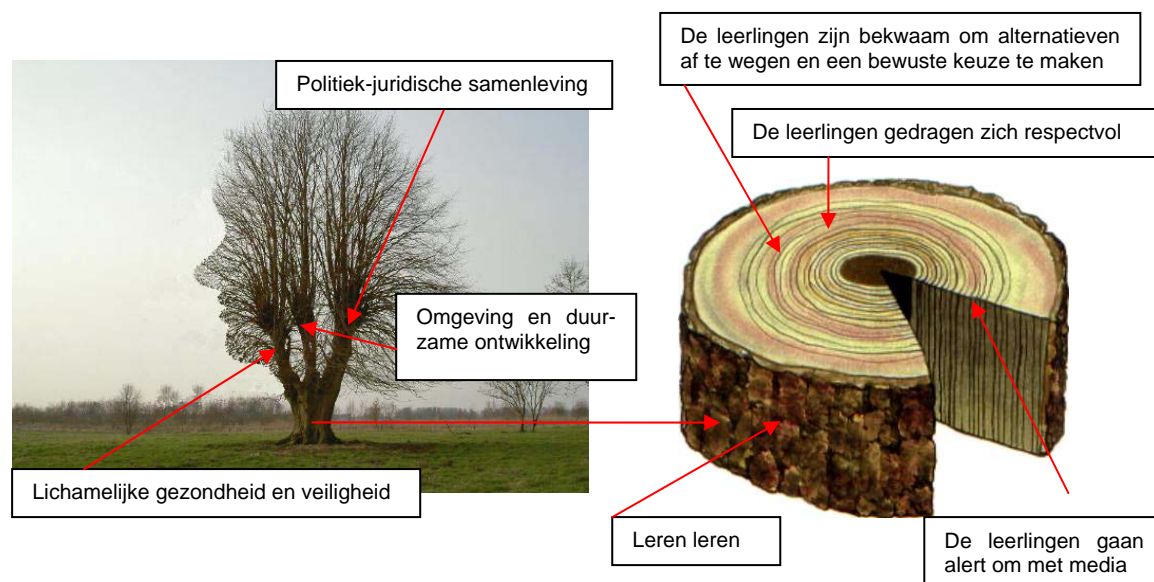 De leerlingen zijn bekwaam om alternatieven
af te wegen en een bewuste keuze te maken
Politiek-juridische samenleving
De leerlingen gedragen zich respectvol
Omgeving en duur-
zame ontwikkeling
Lichamelijke gezondheid en veiligheid
Leren leren
De leerlingen gaan
alert om met media